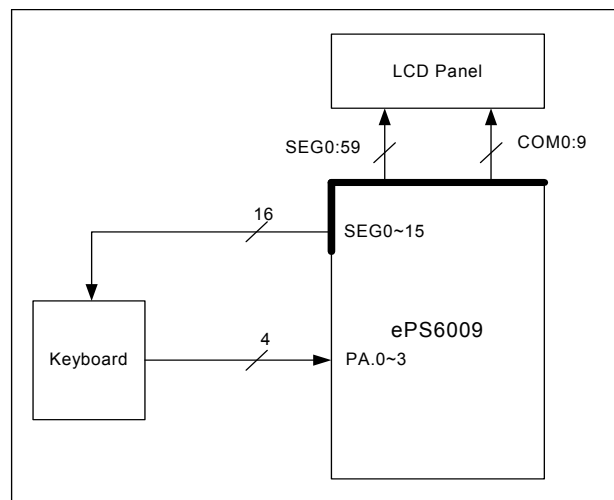 LCD Panel
SEG0:59
COM0:9
16
SEG0~15
ePS6009
Keyboard
4
PA.0~3